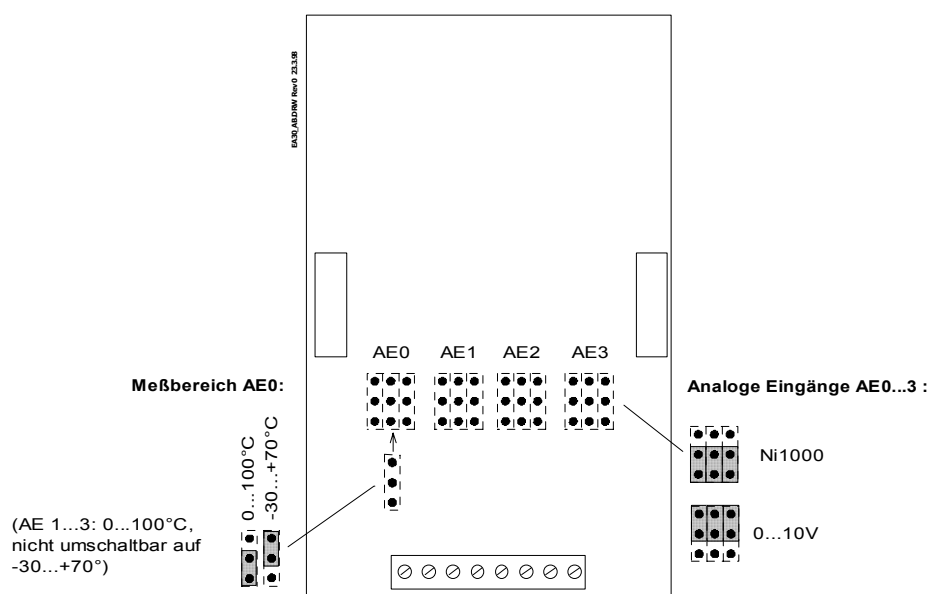 EA30_AB.DRW Rev0 23.3.98
AE0 AE1 AE2 AE3
Meßbereich AE0:
0...100°C
-30...+70°C
(AE 1...3: 0...100°C,
nicht umschaltbar auf
-30...+70°)
Analoge Eingänge AE0...3 :
Ni1000
0...10V